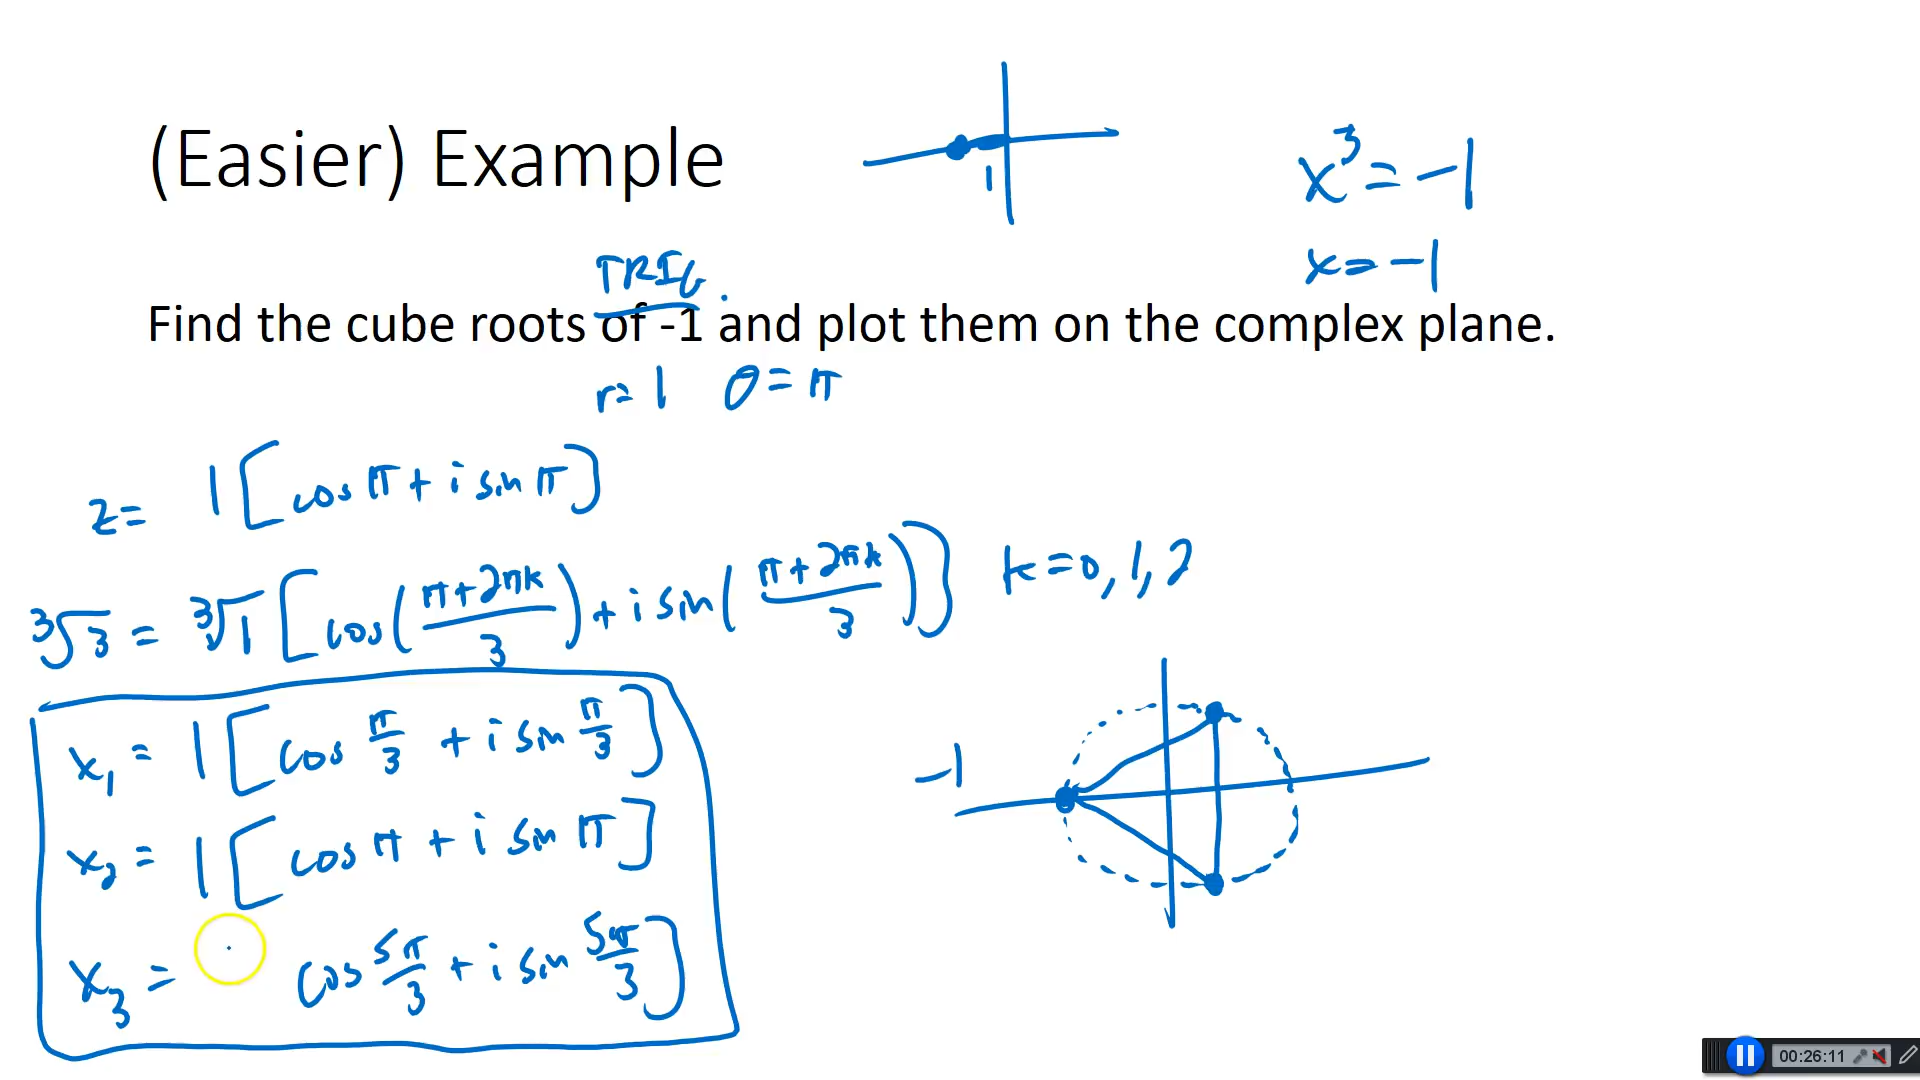 (Easier) Example
1
x³ = -1
x = -1
TRIG.
Find the cube roots of -1 and plot them on the complex plane.
r = 1 θ = π
z = 1 [cos π + i sin π]
∛3 = ∛1 [cos(π+2πk / 3) + i sin(π+2πk / 3)] k = 0, 1, 2
x₁ = 1 [cos π/3 + i sin π/3]
-1
x₂ = 1 [cos π + i sin π]
x₃ = cos 5π/3 + i sin 5π/3]
00:26:11